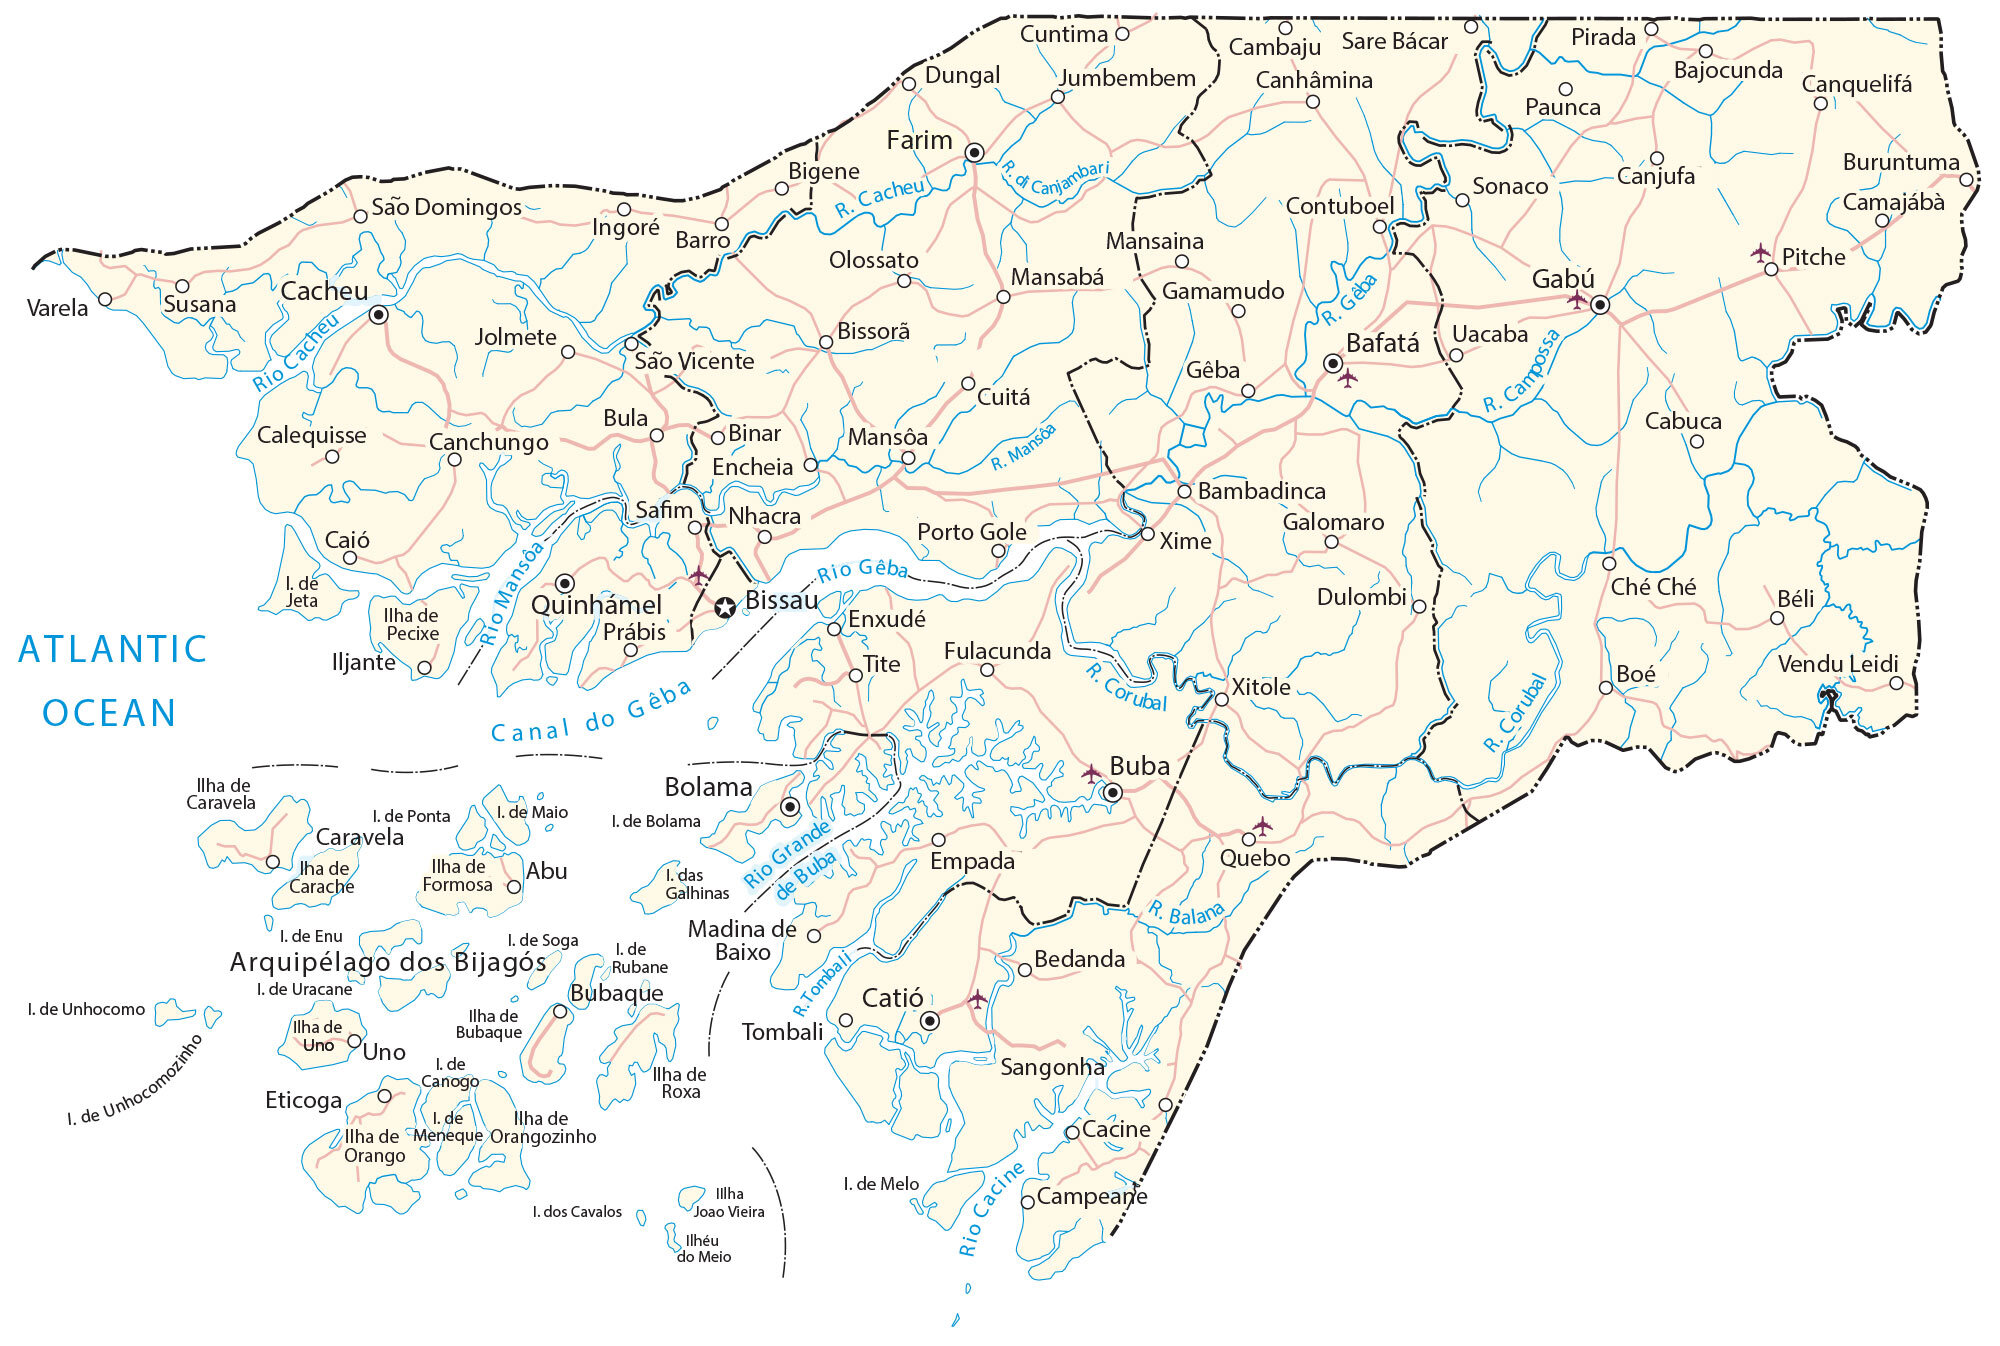 Cuntima
Cambaju
Sare Bácar
Pirada
Bajocunda
Dungal
Jumbembem
Canhâmina
Paunca
Canquelifá
Farim
R. di Canjambari
Bigene
R. Cacheu
Contuboel
Sonaco
Canjufa
Buruntuma
Camajábà
São Domingos
Ingoré
Barro
Olossato
Mansabá
Mansaina
Gamamudo
R. Gêba
Gabú
Pitche
Varela
Susana
Cacheu
Rio Cacheu
Jolmete
São Vicente
Bissorã
Cuitá
Gêba
Bafatá
Uacaba
R. Campossa
Cabuca
Calequisse
Canchungo
Bula
Binar
Encheia
Mansôa
R. Mansôa
Bambadinca
Galomaro
Safim
Nhacra
Porto Gole
Xime
Caió
I. de
Jeta
Ilha de
Pecixe
Iljante
Rio Mansôa
Quinhámel
Prábis
Bissau
Rio Gêba
Enxudé
Tite
Fulacunda
R. Corubal
Xitole
Dulombi
Ché Ché
Béli
Boé
Vendu Leidi
R. Corubal
ATLANTIC
OCEAN
Canal do Gêba
Bolama
I. de Bolama
Buba
Quebo
Empada
Rio Grande
de Buba
Ilha de
Caravela
Caravela
I. de Ponta
I. de Maio
Ilha de
Carache
Ilha de
Formosa
Abu
I. das
Galhinas
Madina de
Baixo
R. Balana
I. de Enu
I. de Soga
I. de
Rubane
Arquipélago dos Bijagós
I. de Uracane
Bubaque
Ilha de
Bubaque
I. de Unhocomo
I. de Unhocomozinho
Ilha de
Uno
Uno
R.Tombali
Tombali
Catió
Bedanda
Sangonha
Eticoga
I. de
Canogo
Ilha de
Roxa
Ilha de
Orango
I. de
Meneque
Ilha de
Orangozinho
Cacine
Campeane
I. de Melo
Rio Cacine
I. dos Cavalos
IIlha
Joao Vieira
Ilhéu
do Meio